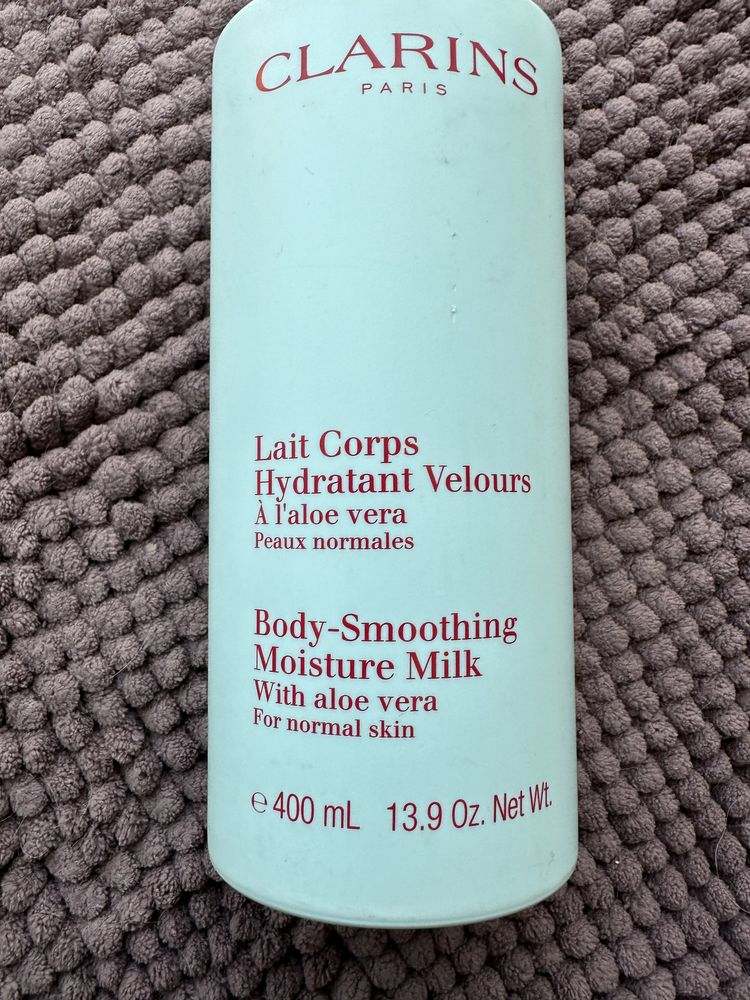 CLARINS
PARIS
Lait Corps
Hydratant Velours
À l'aloe vera
Peaux normales
Body-Smoothing
Moisture Milk
With aloe vera
For normal skin
℮ 400 mL 13.9 Oz. Net Wt.